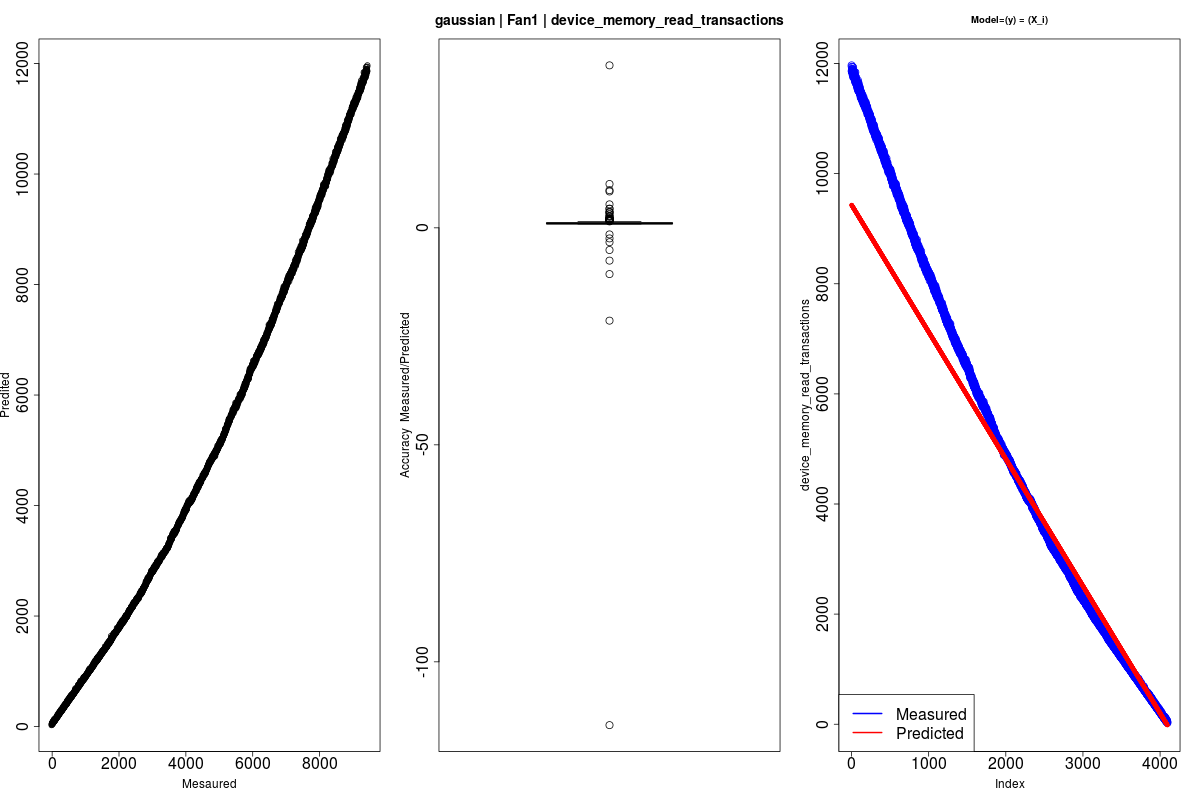 gaussian | Fan1 | device_memory_read_transactions
Model=(y) = (X_i)
Predited
12000
10000
8000
6000
4000
2000
0
0 2000 4000 6000 8000
Mesaured
Accuracy Measured/Predicted
0
-50
-100
device_memory_read_transactions
12000
10000
8000
6000
4000
2000
0
Measured
Predicted
0 1000 2000 3000 4000
Index